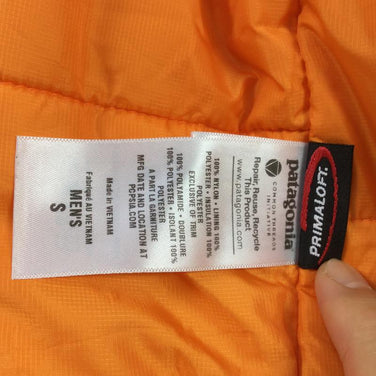 PRIMALOFT.
patagonia
COMMON THREADS
INITIATIVE
Repair, Reuse, Recycle
This Product
www.patagonia.com
100% NYLON • LINING 100%
POLYESTER • INSULATION 100%
POLYESTER
EXCLUSIVE OF TRIM
100% POLYAMIDE • DOUBLURE
100% POLYESTER • ISOLANT 100%
POLYESTER
A PART LA GARNITURE
MFG DATE AND LOCATION AT
PCPSIA.COM
Made in VIETNAM
Fabriqué au VIETNAM
MEN'S
S